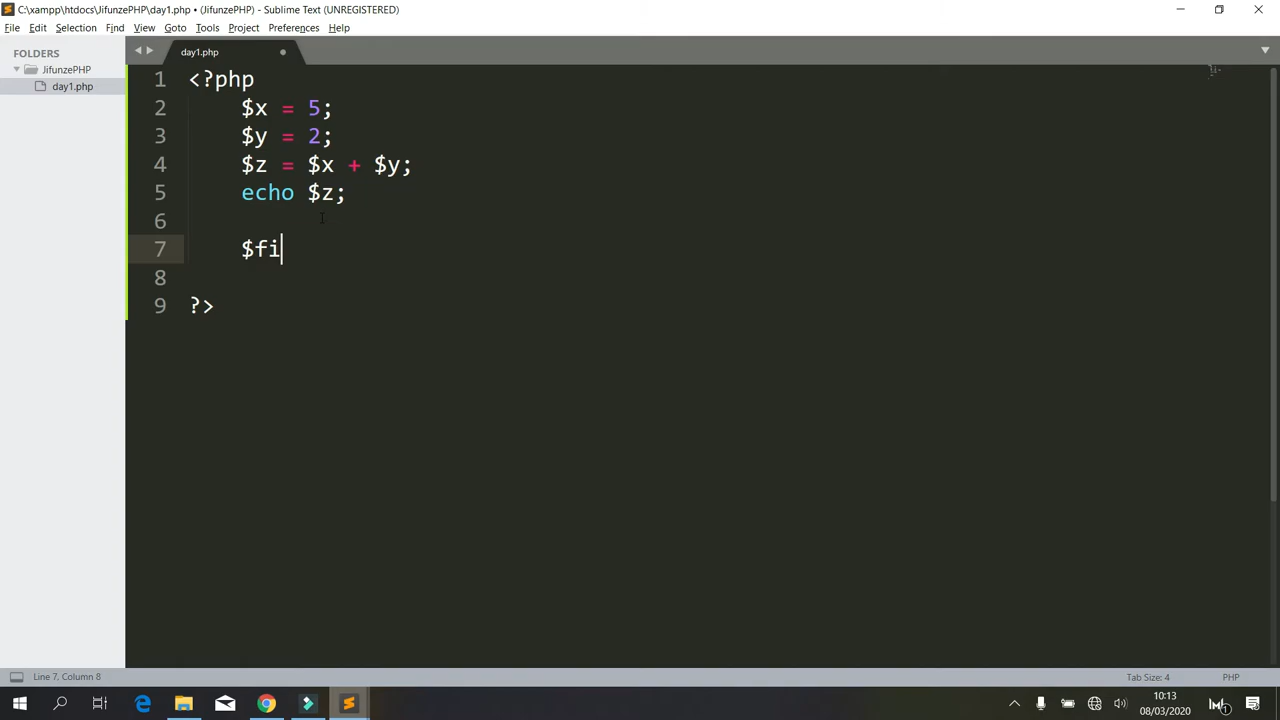 C:\xampp\htdocs\JifunzePHP\day1.php • (JifunzePHP) - Sublime Text (UNREGISTERED)
File Edit Selection Find View Goto Tools Project Preferences Help
FOLDERS
JifunzePHP
day1.php
day1.php
1 <?php
2 $x = 5;
3 $y = 2;
4 $z = $x + $y;
5 echo $z;
6
7 $fi
8
9 ?>
Line 7, Column 8
Tab Size: 4
PHP
10:13
08/03/2020